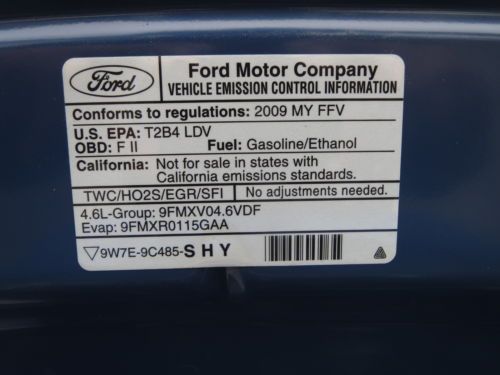 Ford
Ford Motor Company
VEHICLE EMISSION CONTROL INFORMATION
Conforms to regulations: 2009 MY FFV
U.S. EPA: T2B4 LDV
OBD: F II Fuel: Gasoline/Ethanol
California: Not for sale in states with
California emissions standards.
TWC/HO2S/EGR/SFI No adjustments needed.
4.6L-Group: 9FMXV04.6VDF
Evap: 9FMXR0115GAA
9W7E-9C485-S H Y